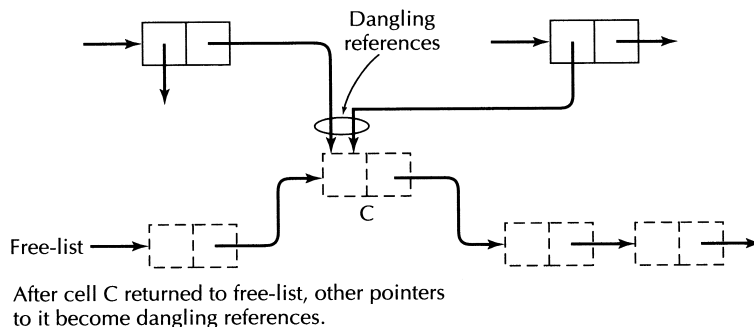 Dangling
references
C
Free-list
After cell C returned to free-list, other pointers
to it become dangling references.